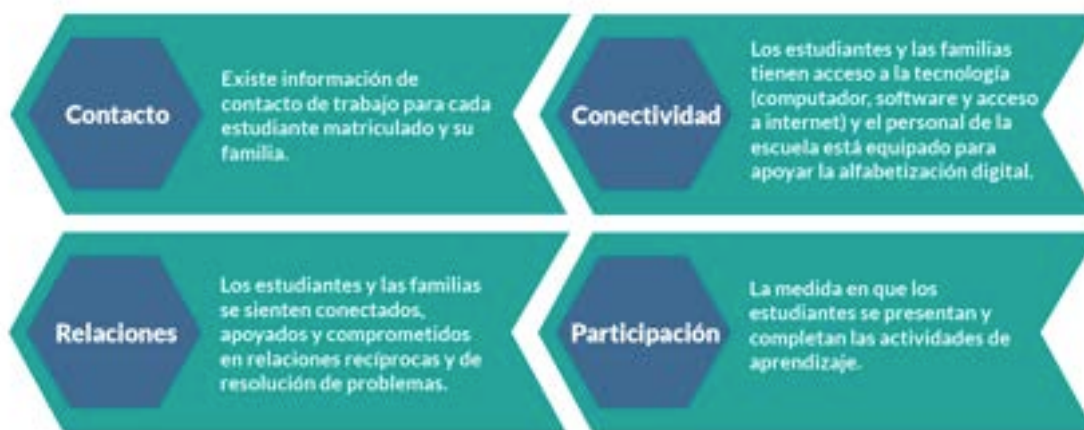 Contacto
Existe información de
contacto de trabajo para cada
estudiante matriculado y su
familia.
Conectividad
Los estudiantes y las familias
tienen acceso a la tecnología
(computador, software y acceso
a internet) y el personal de la
escuela está equipado para
apoyar la alfabetización digital.
Relaciones
Los estudiantes y las familias
se sienten conectados,
apoyados y comprometidos
en relaciones recíprocas y de
resolución de problemas.
Participación
La medida en que los
estudiantes se presentan y
completan las actividades de
aprendizaje.